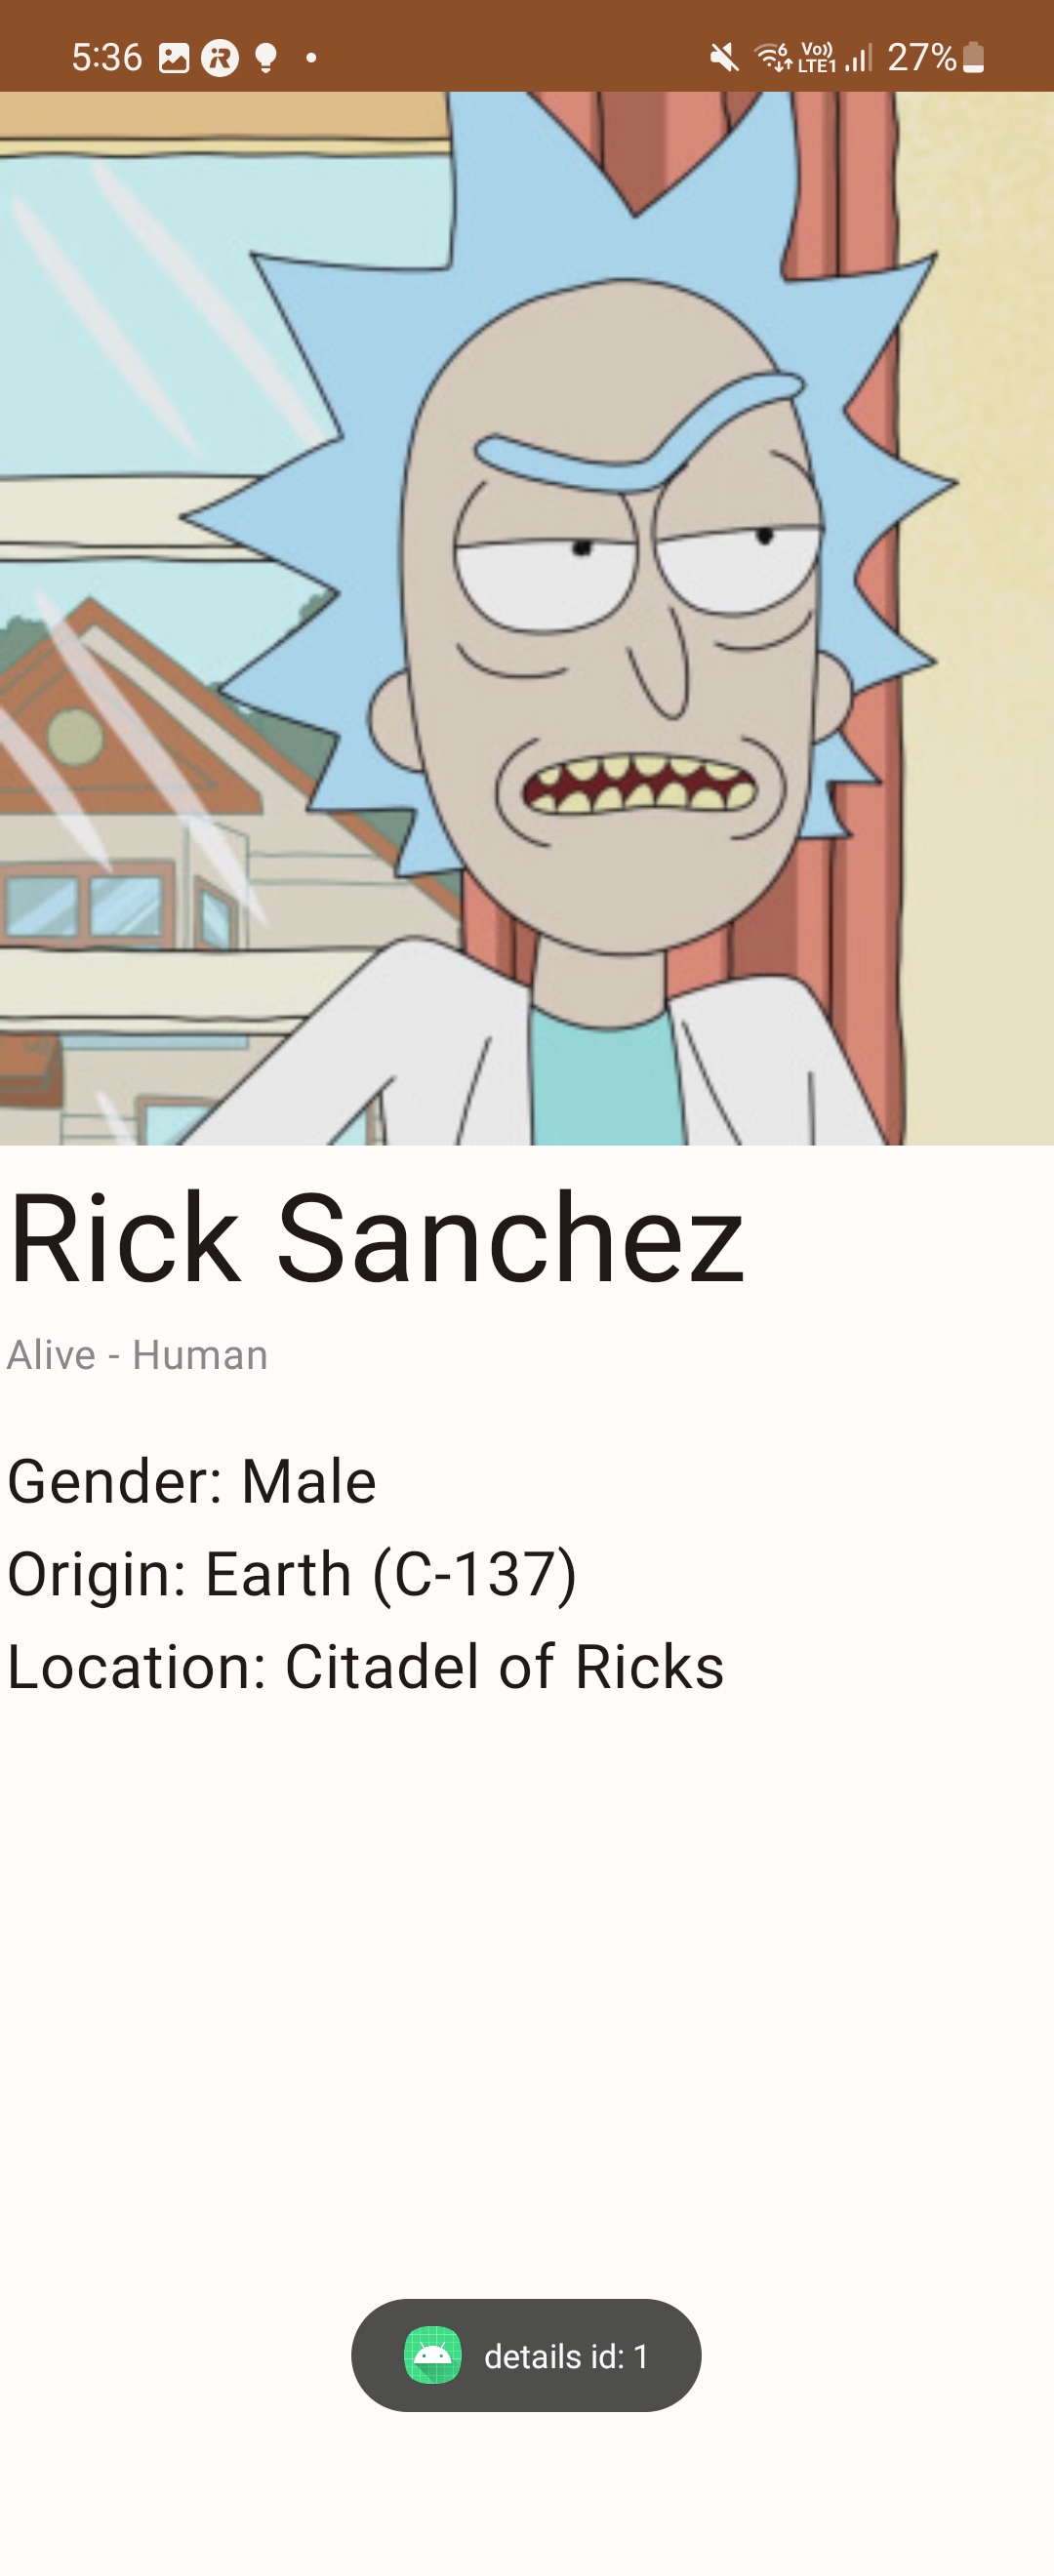 5:36 6 Vo)) LTE1 27%
Rick Sanchez
Alive - Human
Gender: Male
Origin: Earth (C-137)
Location: Citadel of Ricks
details id: 1